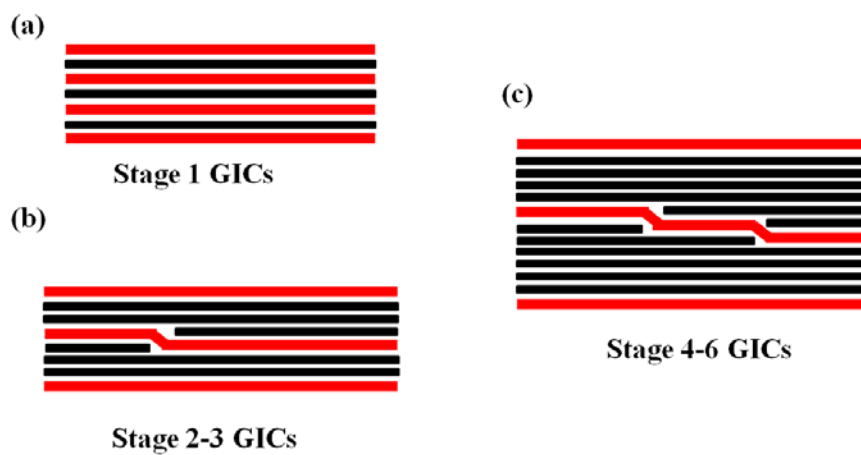 (a)
Stage 1 GICs
(b)
Stage 2-3 GICs
(c)
Stage 4-6 GICs